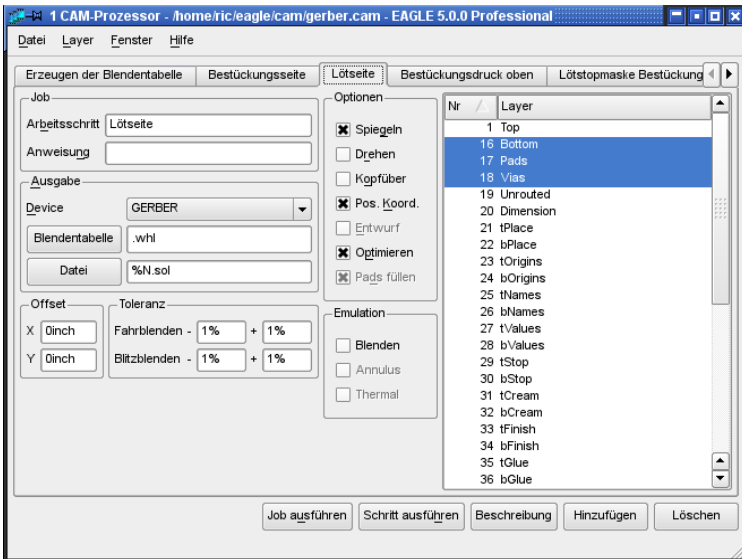 1 CAM-Prozessor - /home/ric/eagle/cam/gerber.cam - EAGLE 5.0.0 Professional
Datei Layer Fenster Hilfe
Erzeugen der Blendentabelle Bestückungsseite Lötseite Bestückungsdruck oben Lötstopmaske Bestückung
Job
Arbeitsschritt Lötseite
Anweisung
Ausgabe
Device GERBER
Blendentabelle .whl
Datei %N.sol
Offset
X 0inch
Y 0inch
Toleranz
Fahrblenden - 1% + 1%
Blitzblenden - 1% + 1%
Optionen
Spiegeln
Drehen
Kopfüber
Pos. Koord.
Entwurf
Optimieren
Pads füllen
Emulation
Blenden
Annulus
Thermal
Nr Layer
1 Top
16 Bottom
17 Pads
18 Vias
19 Unrouted
20 Dimension
21 tPlace
22 bPlace
23 tOrigins
24 bOrigins
25 tNames
26 bNames
27 tValues
28 bValues
29 tStop
30 bStop
31 tCream
32 bCream
33 tFinish
34 bFinish
35 tGlue
36 bGlue
Job ausführen Schritt ausführen Beschreibung Hinzufügen Löschen